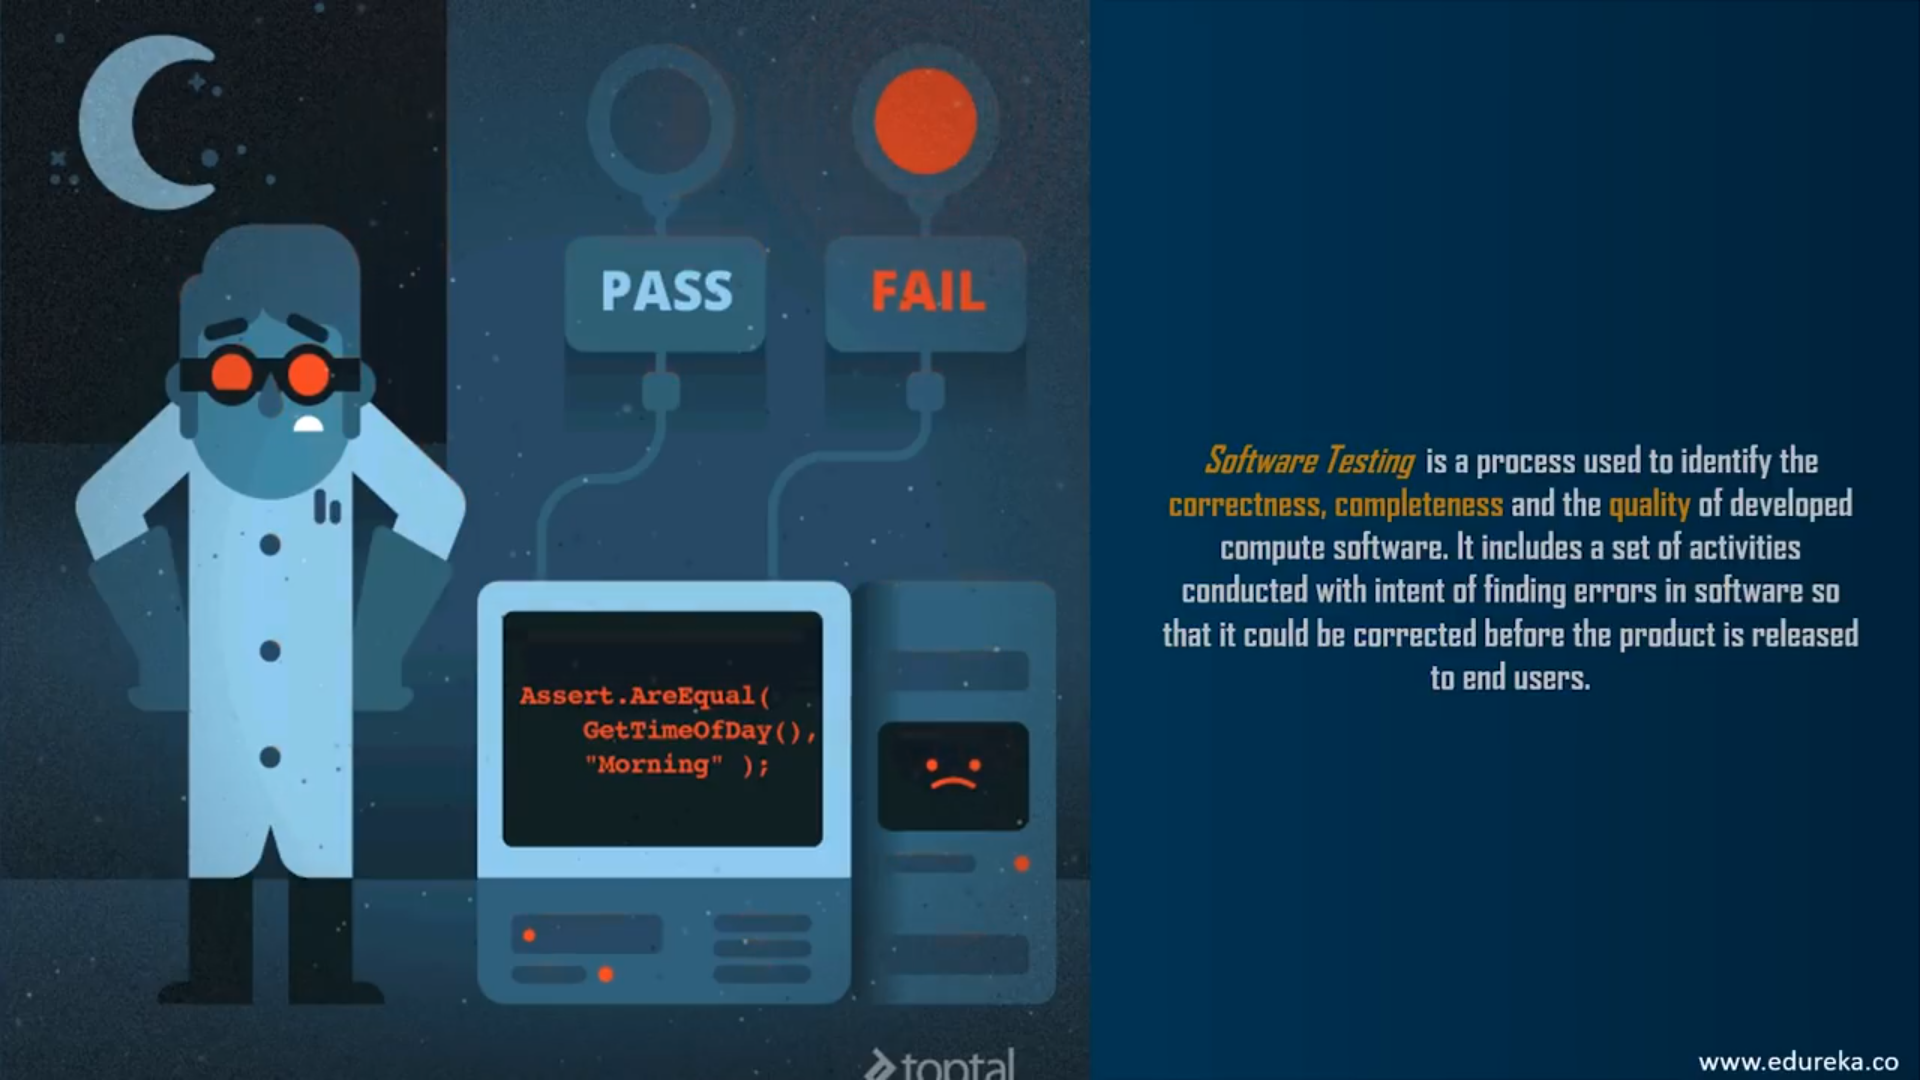 PASS
FAIL
Assert.AreEqual(
GetTimeOfDay(),
"Morning" );
Software Testing is a process used to identify the
correctness, completeness and the quality of developed
compute software. It includes a set of activities
conducted with intent of finding errors in software so
that it could be corrected before the product is released
to end users.
toptal
www.edureka.co